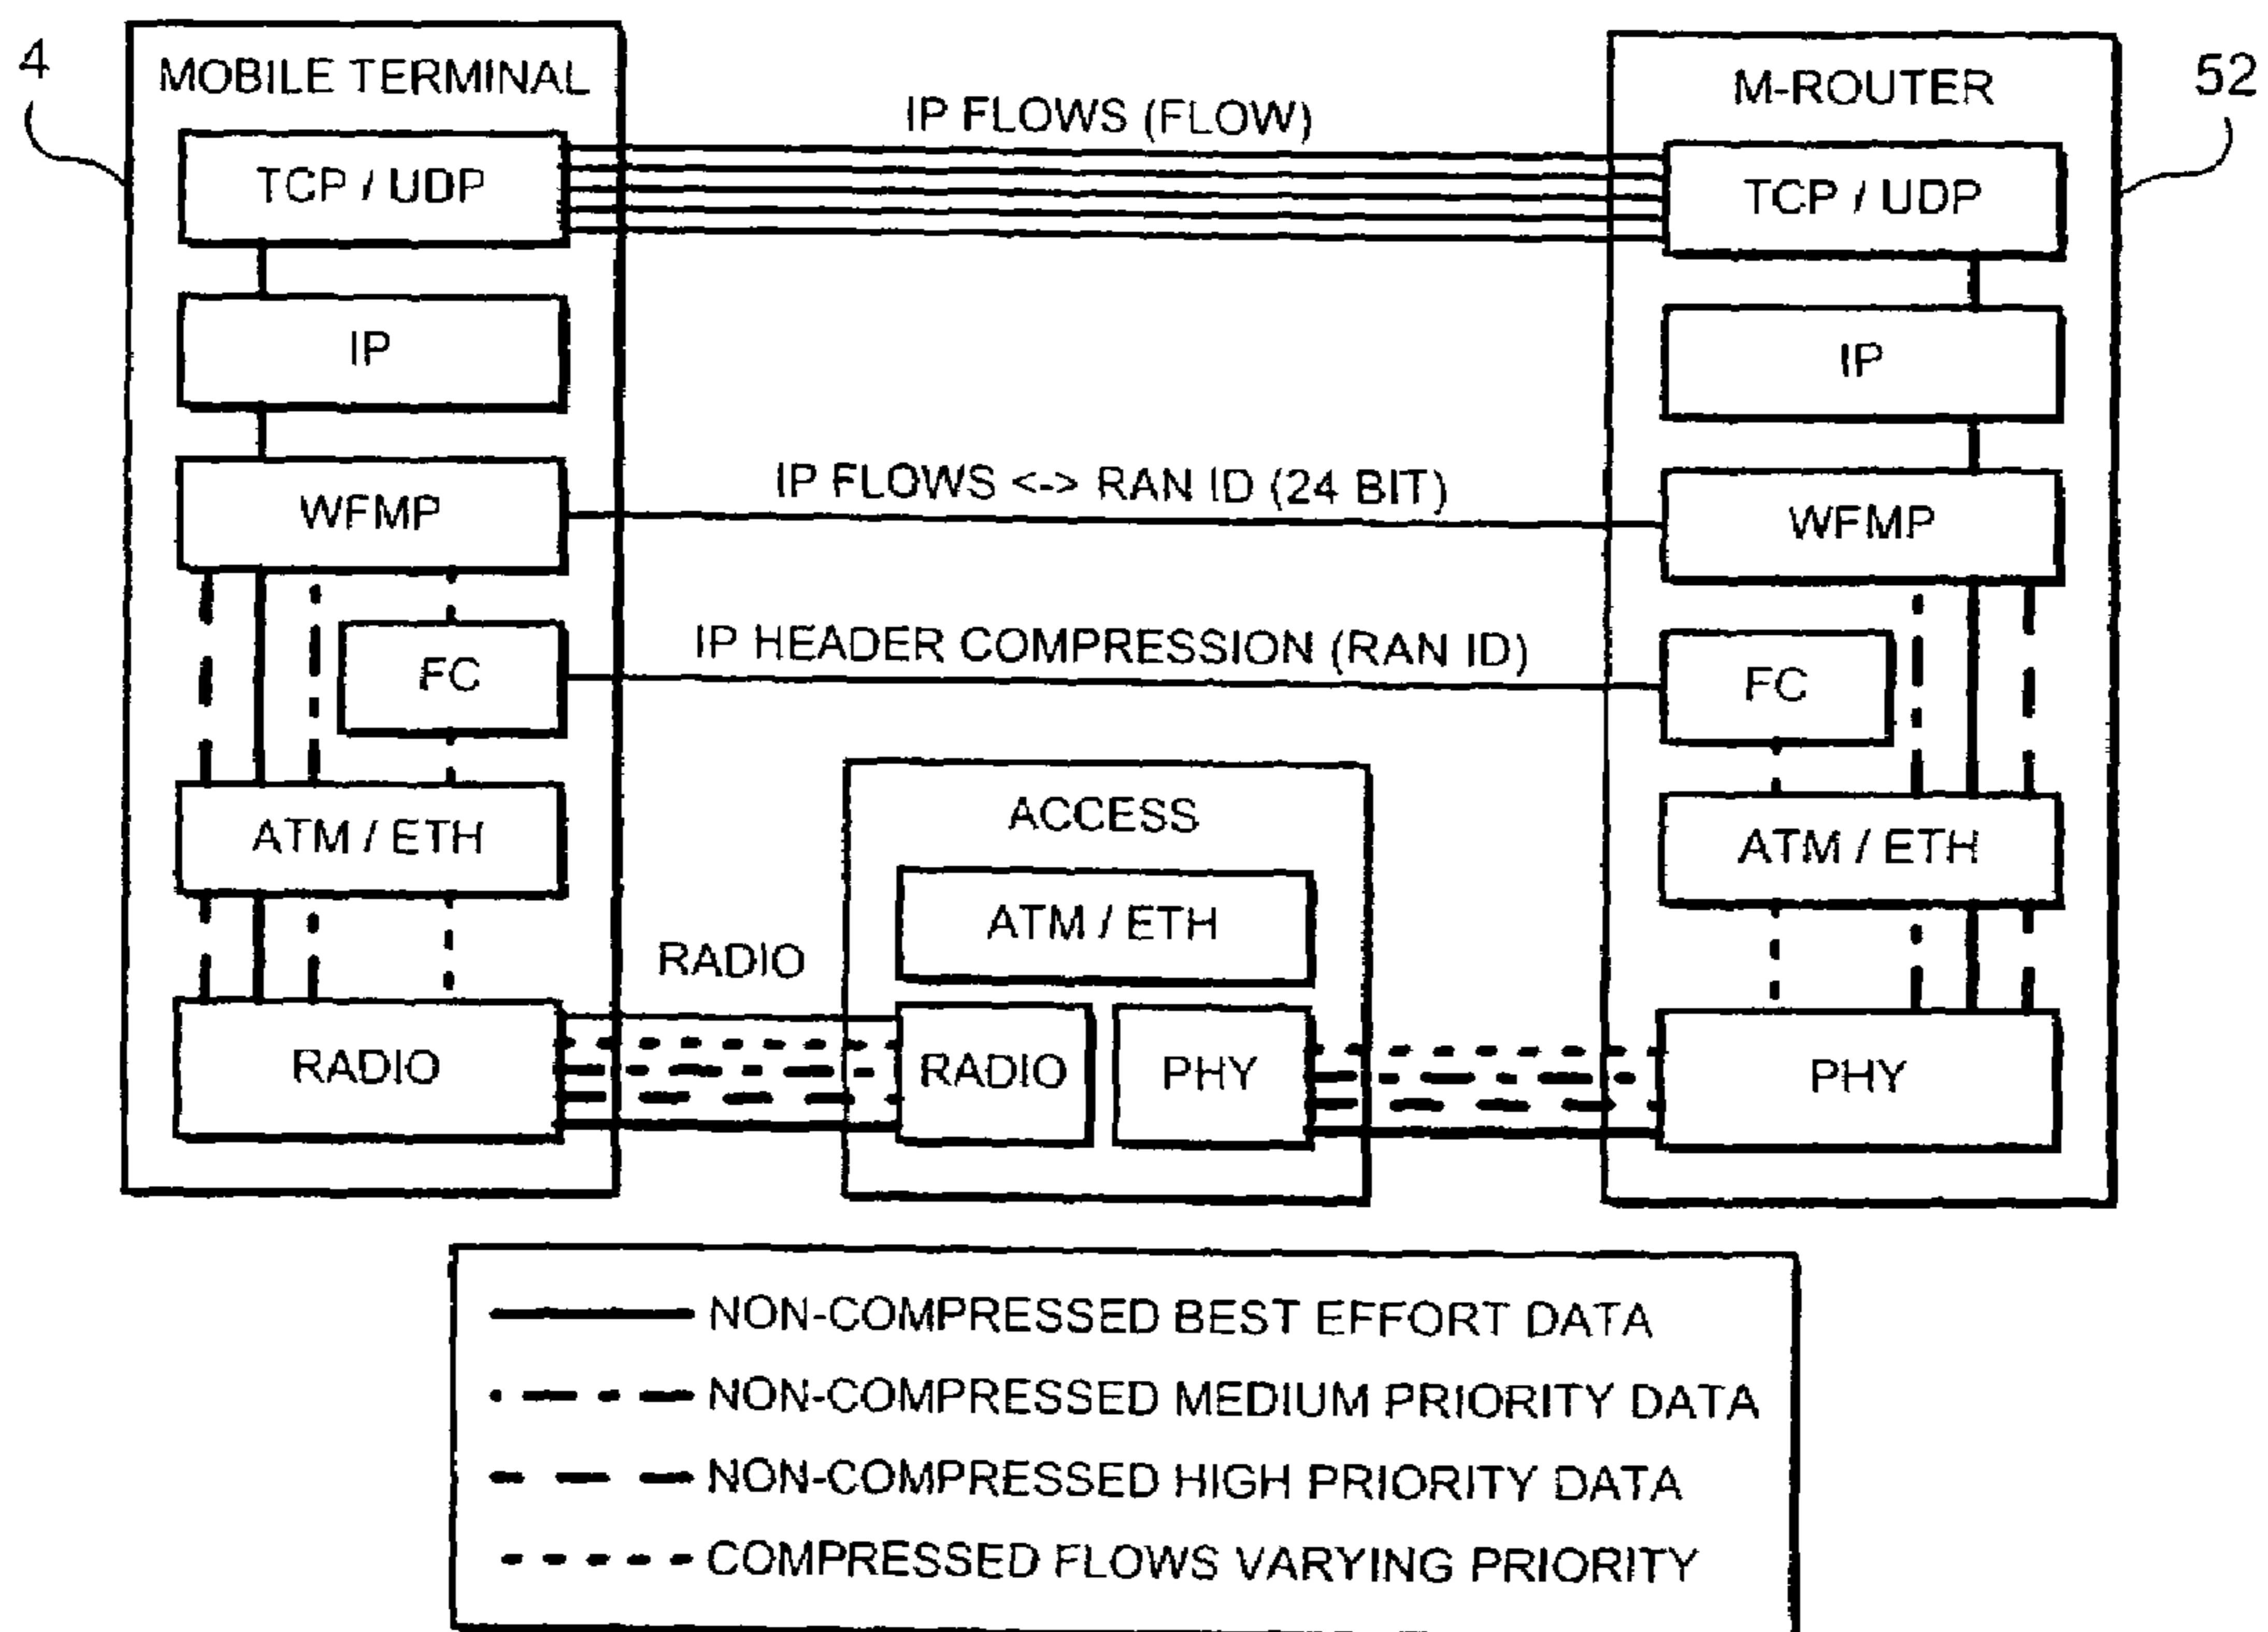 4
MOBILE TERMINAL
TCP / UDP
IP
WFMP
FC
ATM / ETH
RADIO
IP FLOWS (FLOW)
IP FLOWS <-> RAN ID (24 BIT)
IP HEADER COMPRESSION (RAN ID)
RADIO
ACCESS
ATM / ETH
RADIO
PHY
M-ROUTER
52
TCP / UDP
IP
WFMP
FC
ATM / ETH
PHY
NON-COMPRESSED BEST EFFORT DATA
NON-COMPRESSED MEDIUM PRIORITY DATA
NON-COMPRESSED HIGH PRIORITY DATA
COMPRESSED FLOWS VARYING PRIORITY